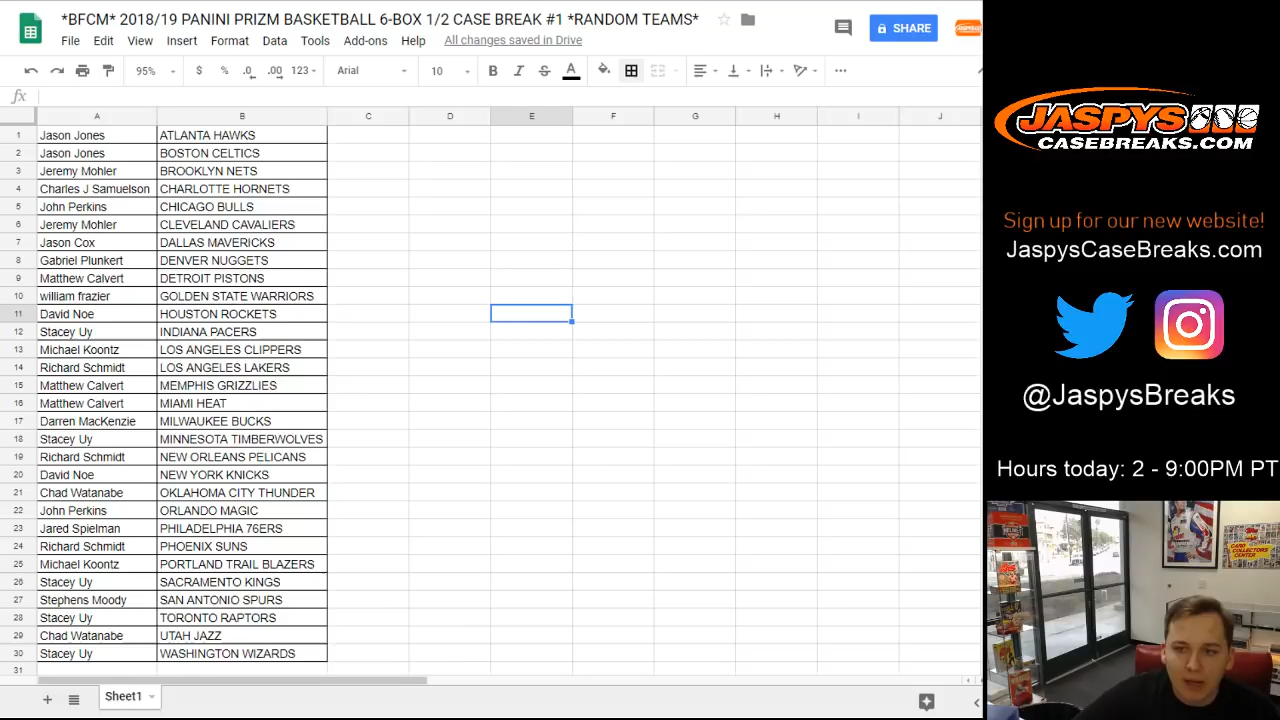 *BFCM* 2018/19 PANINI PRIZM BASKETBALL 6-BOX 1/2 CASE BREAK #1 *RANDOM TEAMS*
File Edit View Insert Format Data Tools Add-ons Help All changes saved in Drive
SHARE
95% $ % .0 .00 123 Arial 10 B I S A
fx
A B C D E F G H I J
1 Jason Jones ATLANTA HAWKS
2 Jason Jones BOSTON CELTICS
3 Jeremy Mohler BROOKLYN NETS
4 Charles J Samuelson CHARLOTTE HORNETS
5 John Perkins CHICAGO BULLS
6 Jeremy Mohler CLEVELAND CAVALIERS
7 Jason Cox DALLAS MAVERICKS
8 Gabriel Plunkert DENVER NUGGETS
9 Matthew Calvert DETROIT PISTONS
10 william frazier GOLDEN STATE WARRIORS
11 David Noe HOUSTON ROCKETS
12 Stacey Uy INDIANA PACERS
13 Michael Koontz LOS ANGELES CLIPPERS
14 Richard Schmidt LOS ANGELES LAKERS
15 Matthew Calvert MEMPHIS GRIZZLIES
16 Matthew Calvert MIAMI HEAT
17 Darren MacKenzie MILWAUKEE BUCKS
18 Stacey Uy MINNESOTA TIMBERWOLVES
19 Richard Schmidt NEW ORLEANS PELICANS
20 David Noe NEW YORK KNICKS
21 Chad Watanabe OKLAHOMA CITY THUNDER
22 John Perkins ORLANDO MAGIC
23 Jared Spielman PHILADELPHIA 76ERS
24 Richard Schmidt PHOENIX SUNS
25 Michael Koontz PORTLAND TRAIL BLAZERS
26 Stacey Uy SACRAMENTO KINGS
27 Stephens Moody SAN ANTONIO SPURS
28 Stacey Uy TORONTO RAPTORS
29 Chad Watanabe UTAH JAZZ
30 Stacey Uy WASHINGTON WIZARDS
31
Sheet1
JASPYS
CASEBREAKS.COM
Sign up for our new website!
JaspysCaseBreaks.com
@JaspysBreaks
Hours today: 2 - 9:00PM PT
CARD
COLLECTORS
CENTER